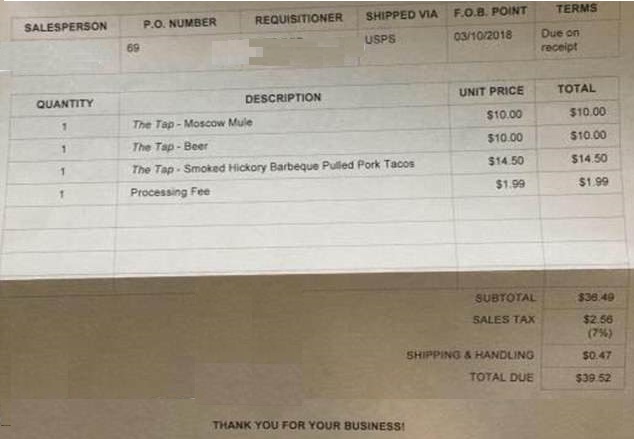 SALESPERSON P.O. NUMBER REQUISITIONER SHIPPED VIA F.O.B. POINT TERMS
69 USPS 03/10/2018 Due on
receipt
QUANTITY DESCRIPTION UNIT PRICE TOTAL
1 The Tap - Moscow Mule $10.00 $10.00
1 The Tap - Beer $10.00 $10.00
1 The Tap - Smoked Hickory Barbeque Pulled Pork Tacos $14.50 $14.50
1 Processing Fee $1.99 $1.99
SUBTOTAL $36.49
SALES TAX $2.56
(7%)
SHIPPING & HANDLING $0.47
TOTAL DUE $39.52
THANK YOU FOR YOUR BUSINESS!